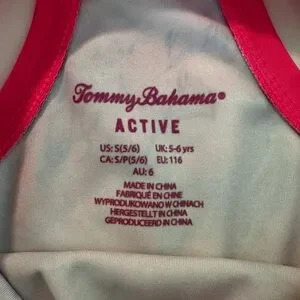 Tommy Bahama®
ACTIVE
US: S(5/6) UK: 5-6 yrs
CA: S/P(5/6) EU: 116
AU: 6
MADE IN CHINA
FABRIQUÉ EN CHINE
WYPRODUKOWANO W CHINACH
HERGESTELLT IN CHINA
GEPRODUCEERD IN CHINA